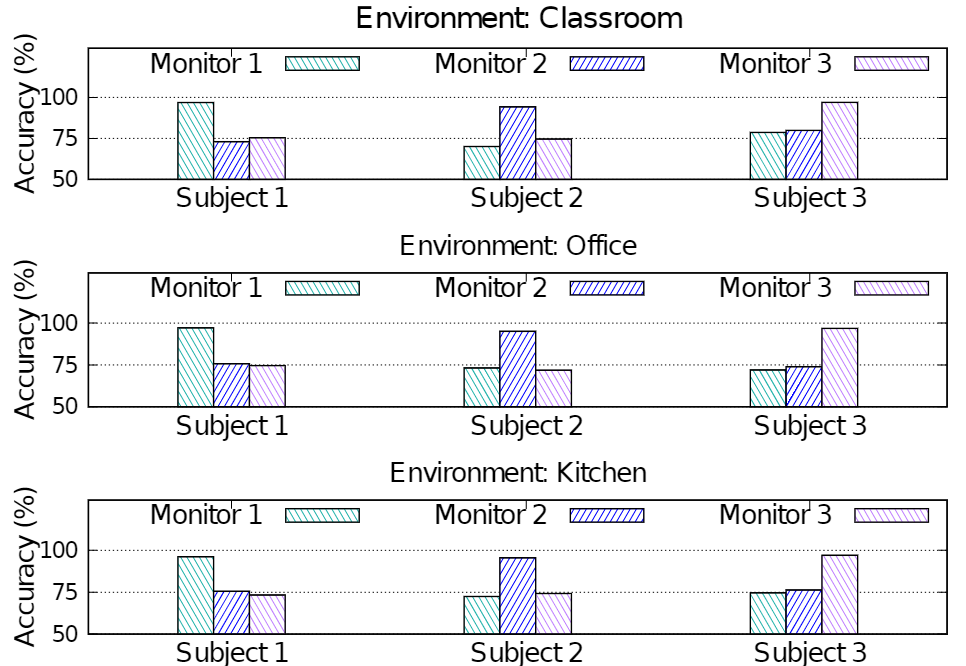 Environment: Classroom
Accuracy (%)
Monitor 1 Monitor 2 Monitor 3
100
75
50
Subject 1 Subject 2 Subject 3
Environment: Office
Accuracy (%)
Monitor 1 Monitor 2 Monitor 3
100
75
50
Subject 1 Subject 2 Subject 3
Environment: Kitchen
Accuracy (%)
Monitor 1 Monitor 2 Monitor 3
100
75
50
Subject 1 Subject 2 Subject 3